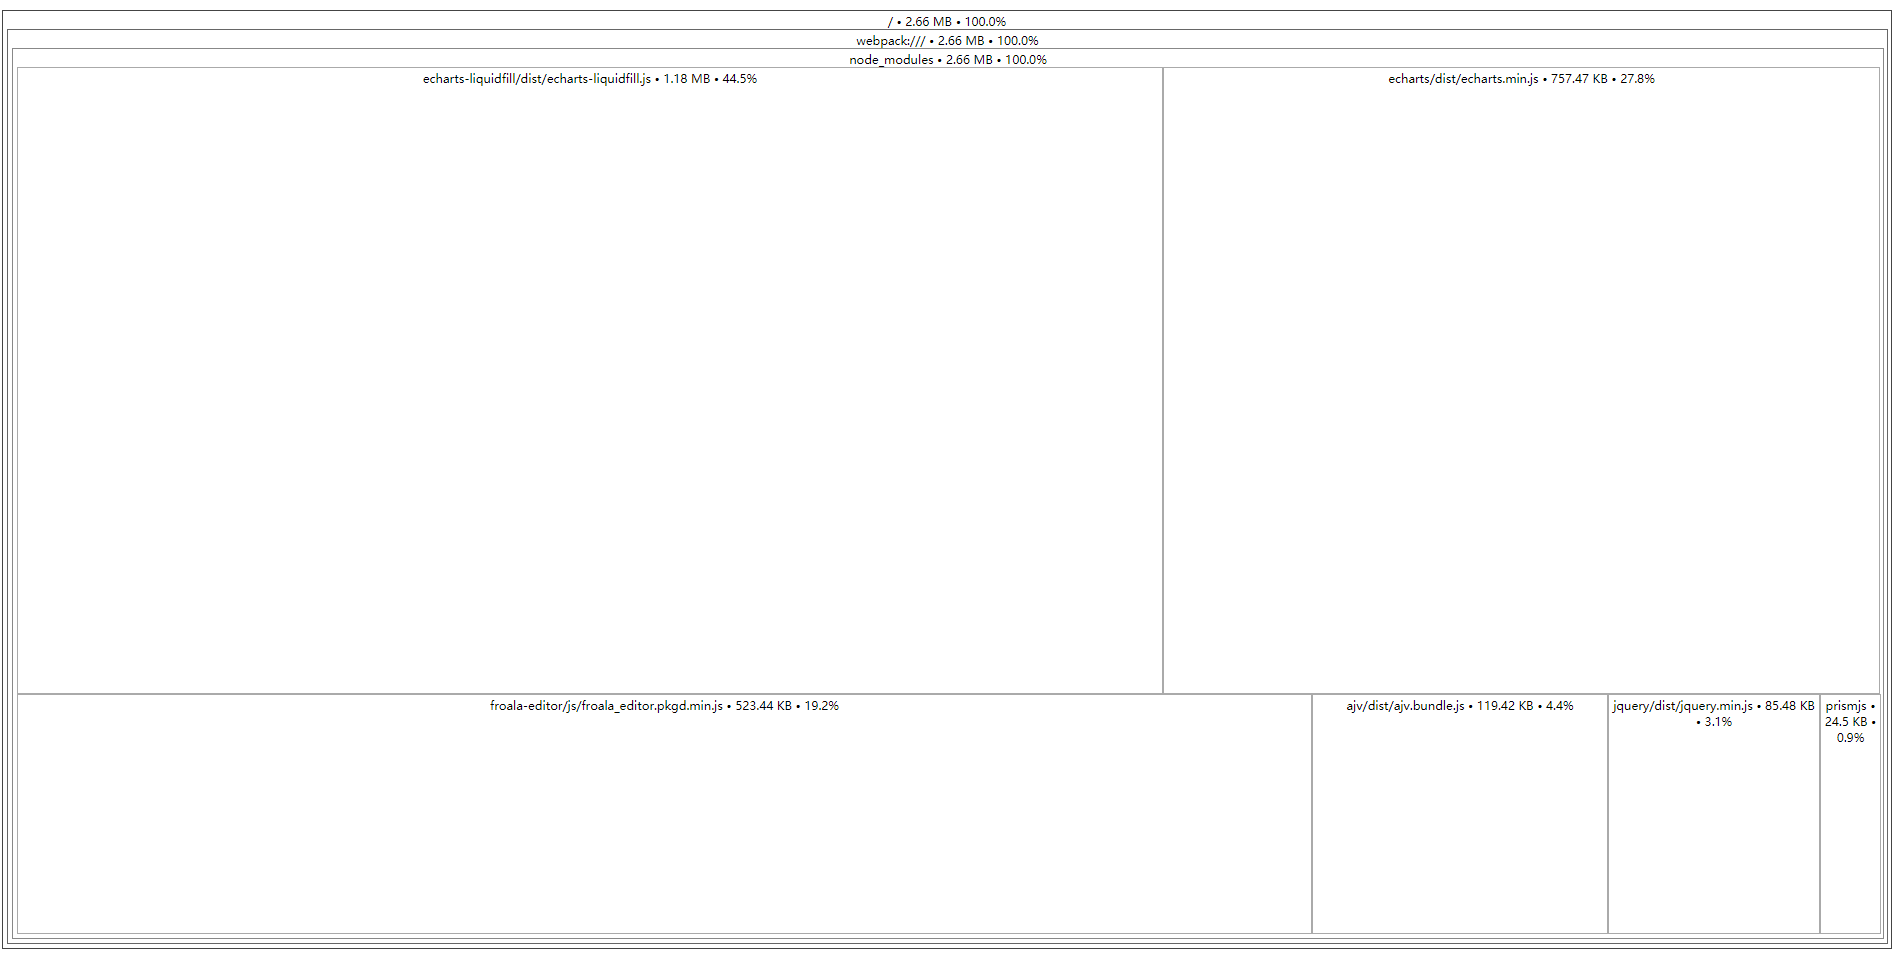 / • 2.66 MB • 100.0%
webpack:/// • 2.66 MB • 100.0%
node_modules • 2.66 MB • 100.0%
echarts-liquidfill/dist/echarts-liquidfill.js • 1.18 MB • 44.5%
echarts/dist/echarts.min.js • 757.47 KB • 27.8%
froala-editor/js/froala_editor.pkgd.min.js • 523.44 KB • 19.2%
ajv/dist/ajv.bundle.js • 119.42 KB • 4.4%
jquery/dist/jquery.min.js • 85.48 KB
• 3.1%
prismjs •
24.5 KB •
0.9%